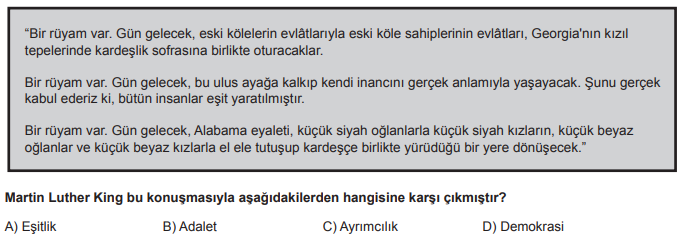 “Bir rüyam var. Gün gelecek, eski kölelerin evlâtlarıyla eski köle sahiplerinin evlâtları, Georgia'nın kızıl
tepelerinde kardeşlik sofrasına birlikte oturacaklar.
Bir rüyam var. Gün gelecek, bu ulus ayağa kalkıp kendi inancını gerçek anlamıyla yaşayacak. Şunu gerçek
kabul ederiz ki, bütün insanlar eşit yaratılmıştır.
Bir rüyam var. Gün gelecek, Alabama eyaleti, küçük siyah oğlanlarla küçük siyah kızların, küçük beyaz
oğlanlar ve küçük beyaz kızlarla el ele tutuşup kardeşçe birlikte yürüdüğü bir yere dönüşecek.”
Martin Luther King bu konuşmasıyla aşağıdakilerden hangisine karşı çıkmıştır?
A) Eşitlik B) Adalet C) Ayrımcılık D) Demokrasi